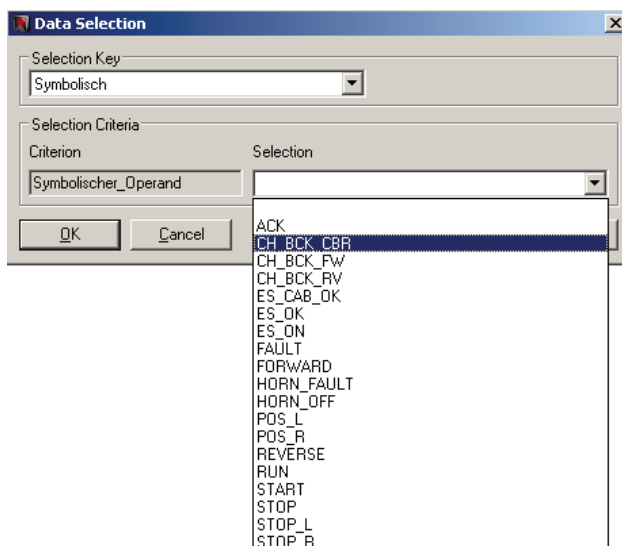 Data Selection
Selection Key
Symbolisch
Selection Criteria
Criterion Selection
Symbolischer_Operand
OK Cancel
ACK
CH_BCK_CBR
CH_BCK_FW
CH_BCK_RV
ES_CAB_OK
ES_OK
ES_ON
FAULT
FORWARD
HORN_FAULT
HORN_OFF
POS_L
POS_R
REVERSE
RUN
START
STOP
STOP_L
STOP_R